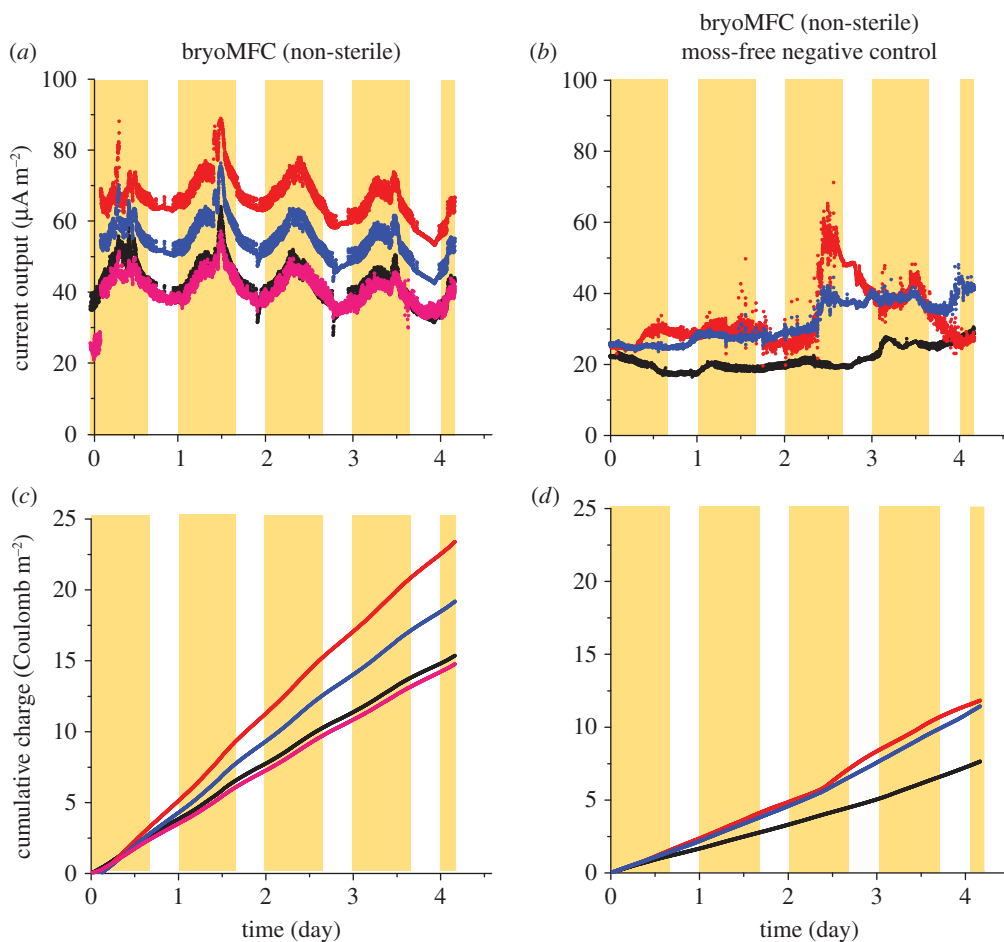 (a) bryoMFC (non-sterile)
(b) bryoMFC (non-sterile)
moss-free negative control
current output (µA m⁻²)
100
80
60
40
20
0
0 1 2 3 4
100
80
60
40
20
0
0 1 2 3 4
(c)
(d)
cumulative charge (Coulomb m⁻²)
25
20
15
10
5
0
0 1 2 3 4
time (day)
25
20
15
10
5
0
0 1 2 3 4
time (day)